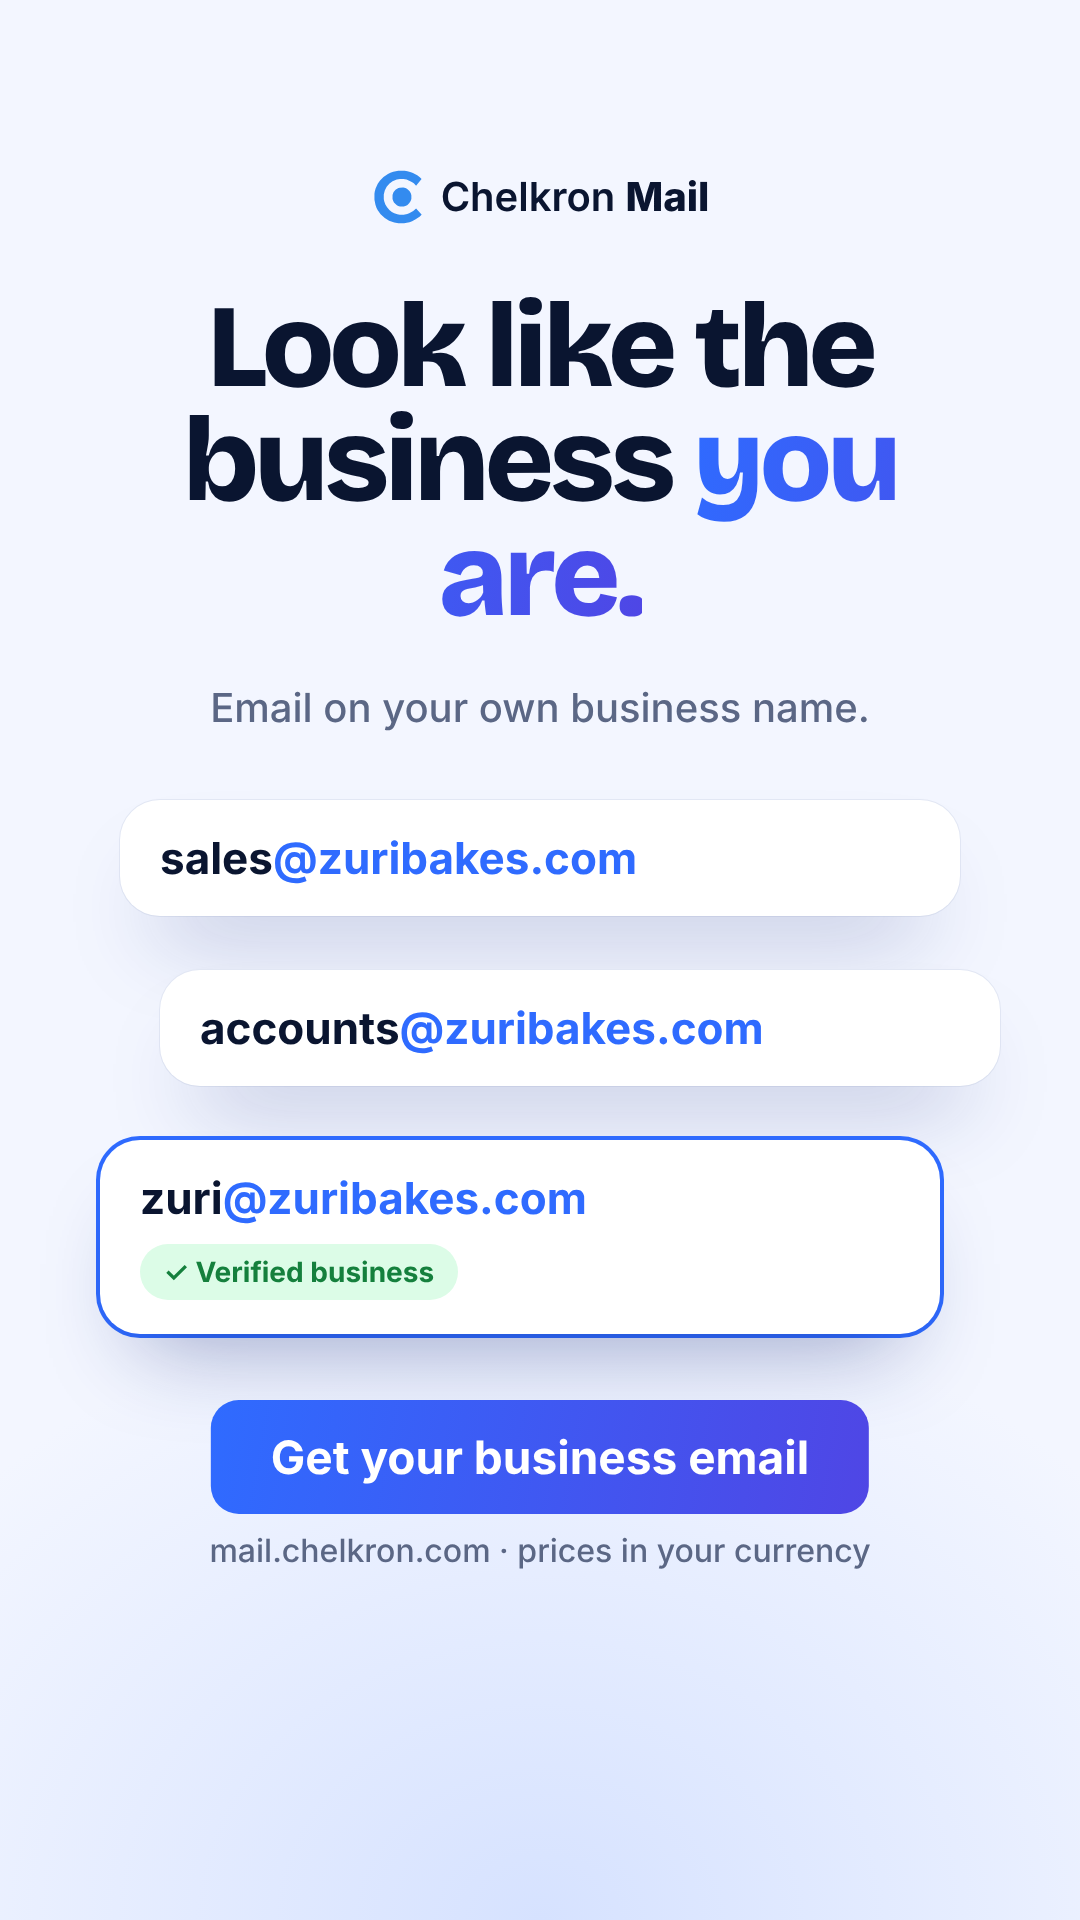 Chelkron Mail
Look like the
business you
are.
Email on your own business name.
sales@zuribakes.com
accounts@zuribakes.com
zuri@zuribakes.com
✓ Verified business
Get your business email
mail.chelkron.com · prices in your currency